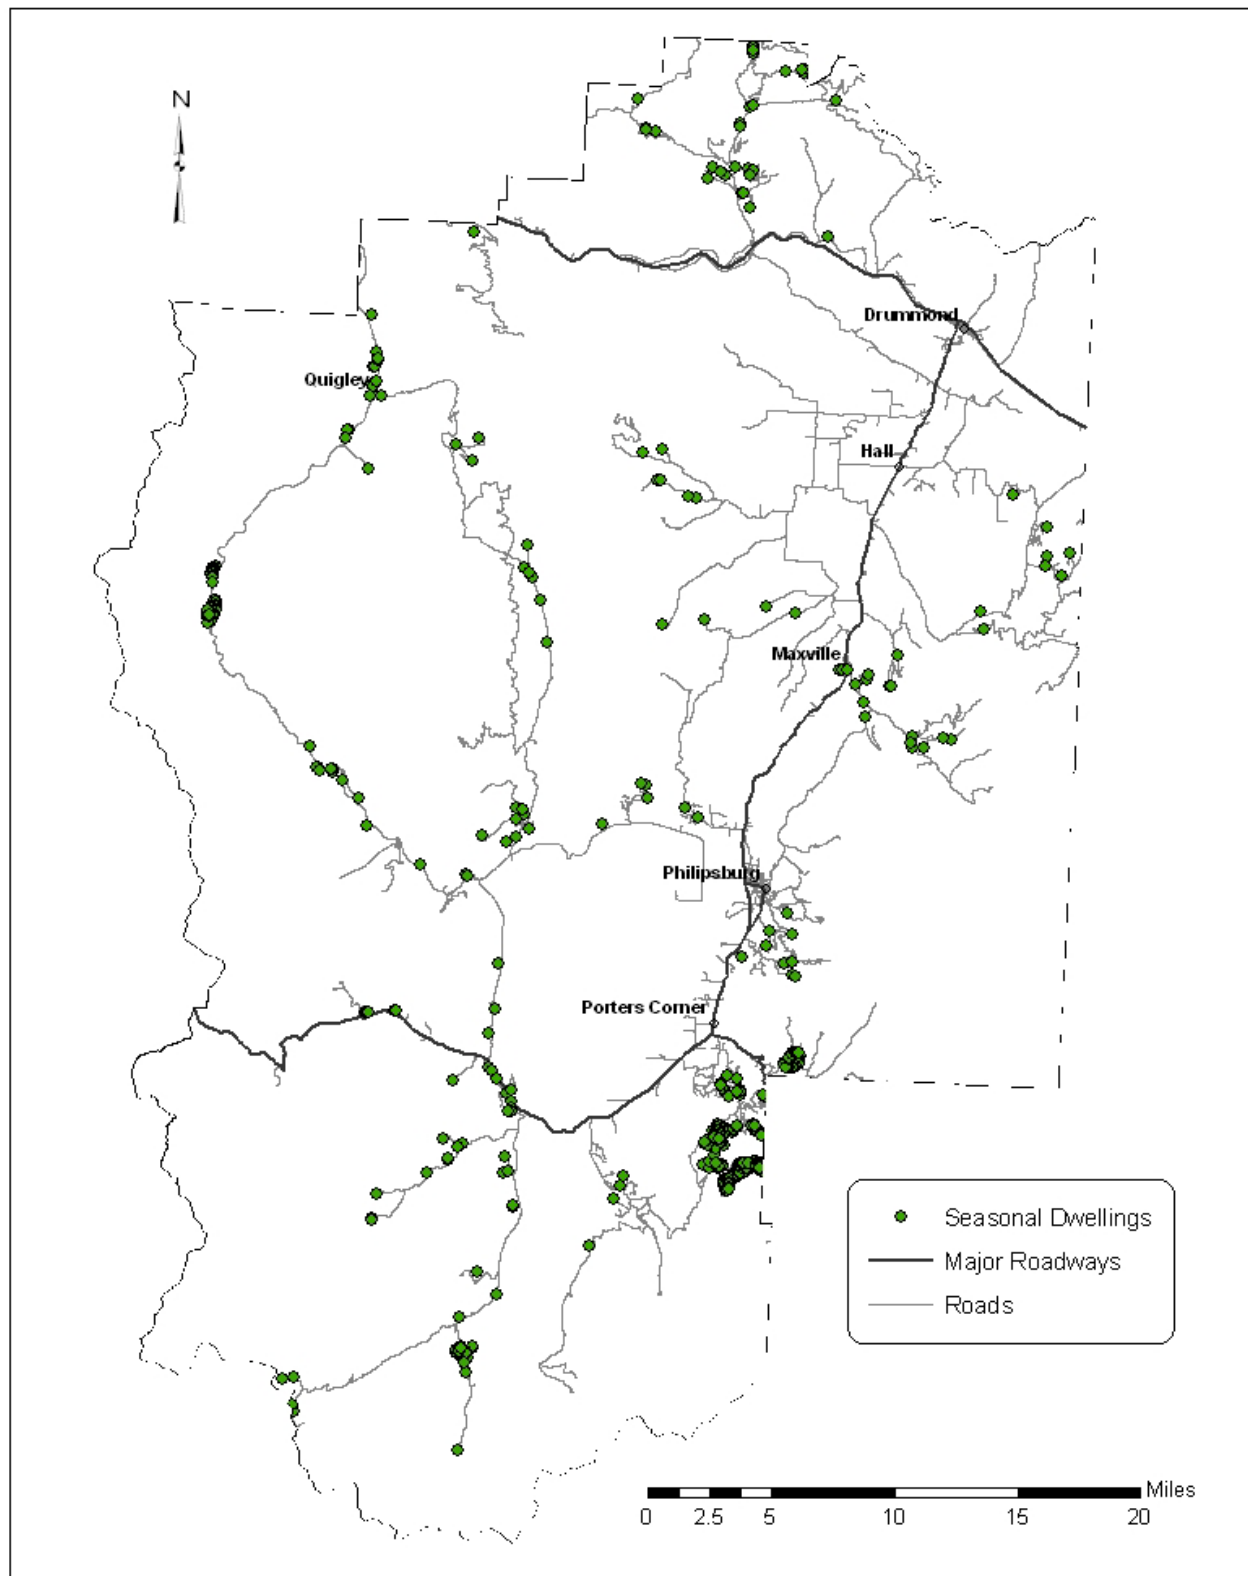 N
Drummond
Quigley
Hall
Maxville
Philipsburg
Porters Corner
Seasonal Dwellings
Major Roadways
Roads
Miles
0 2.5 5 10 15 20